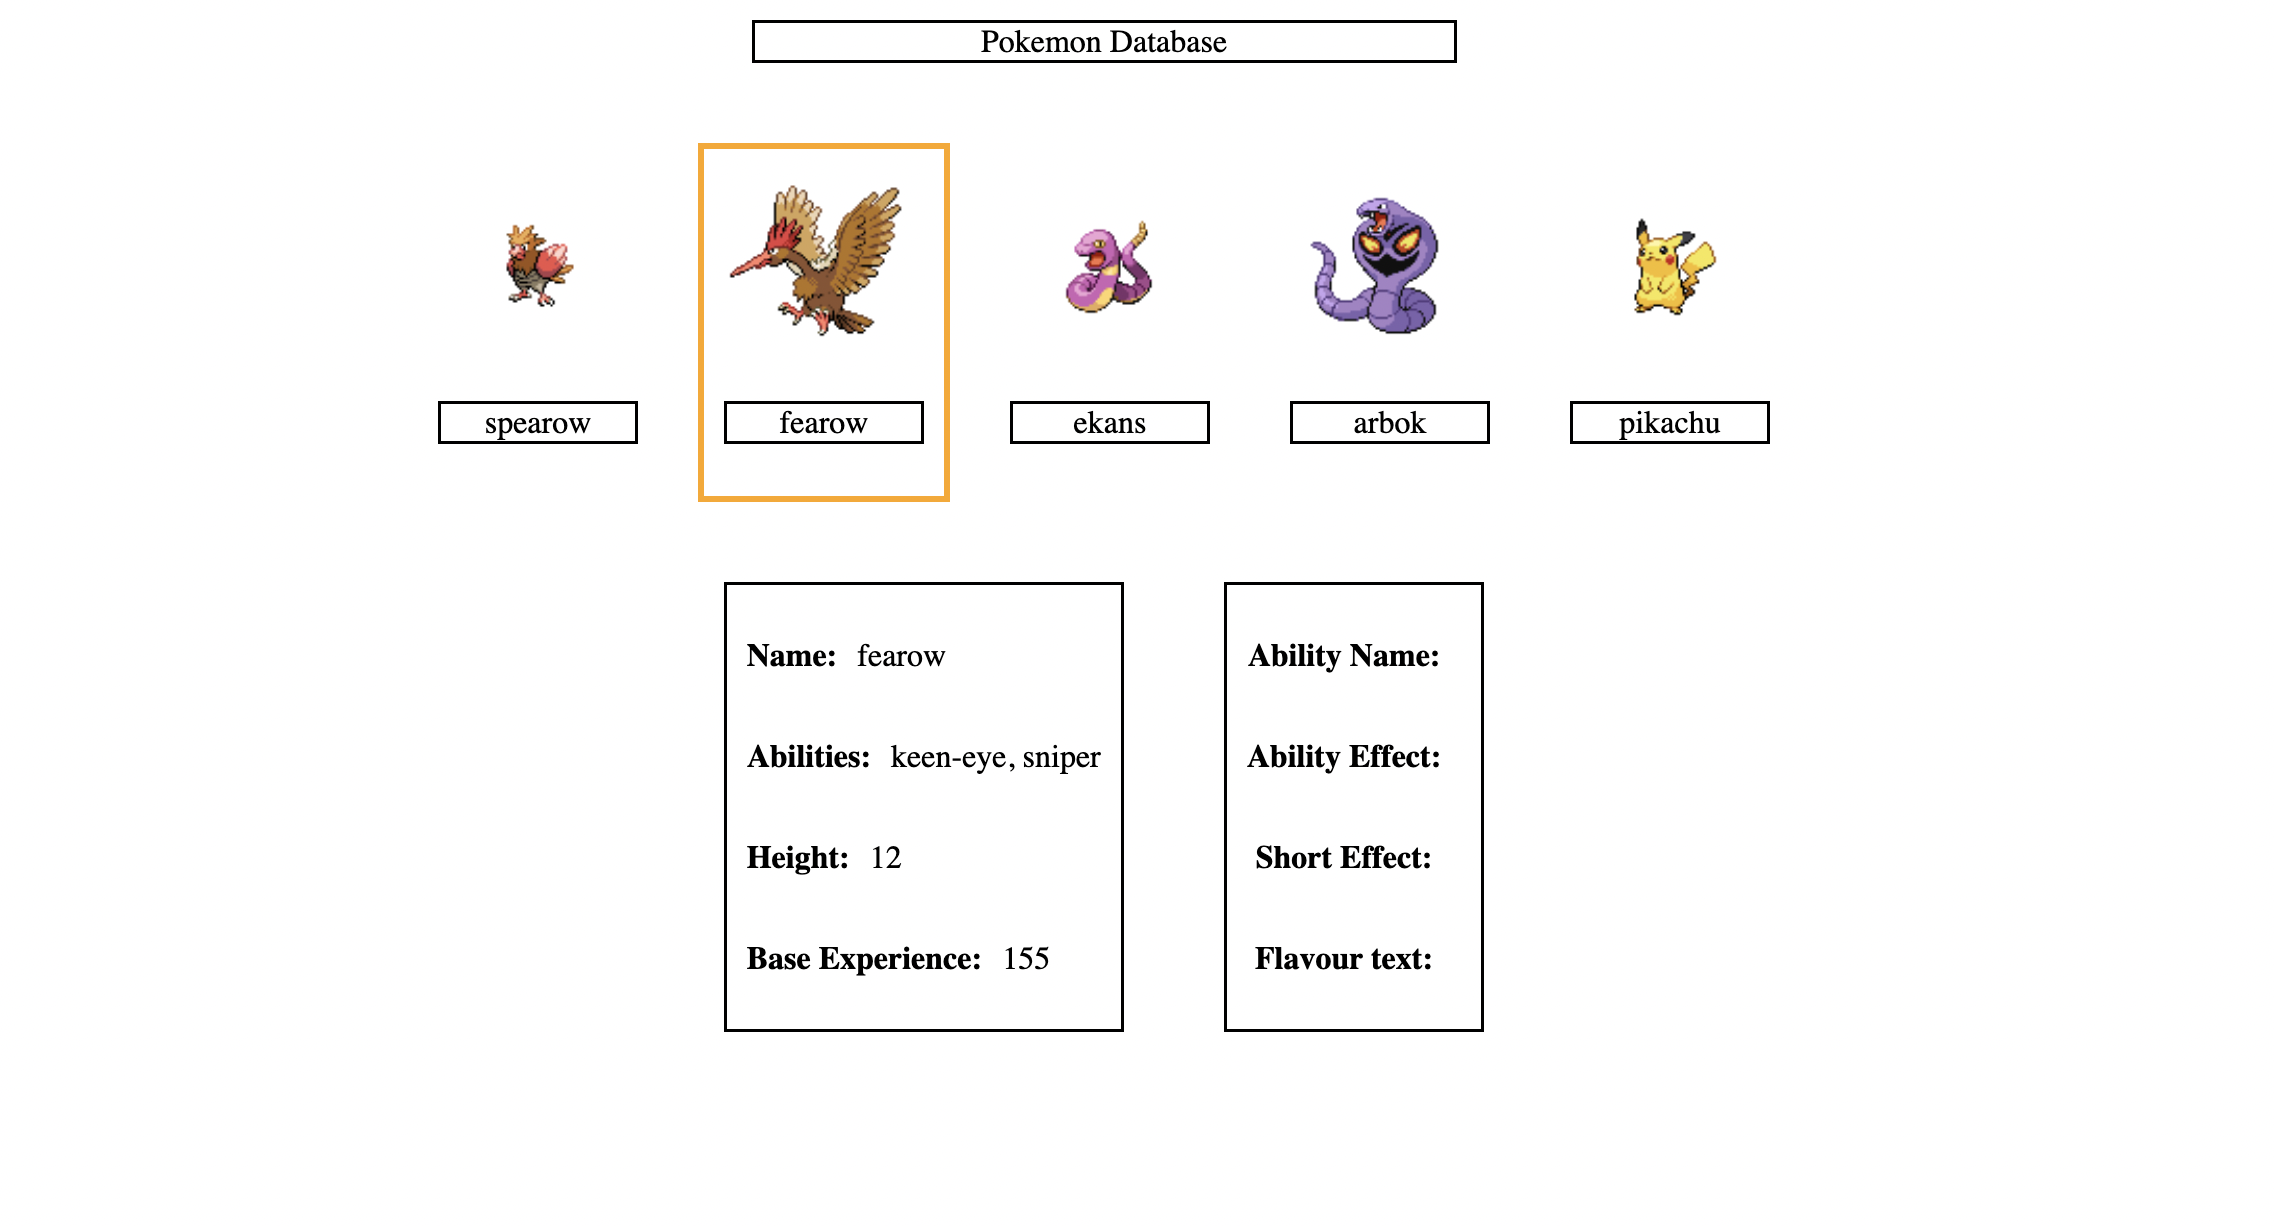 Pokemon Database
spearow
fearow
ekans
arbok
pikachu
Name: fearow
Abilities: keen-eye, sniper
Height: 12
Base Experience: 155
Ability Name:
Ability Effect:
Short Effect:
Flavour text: